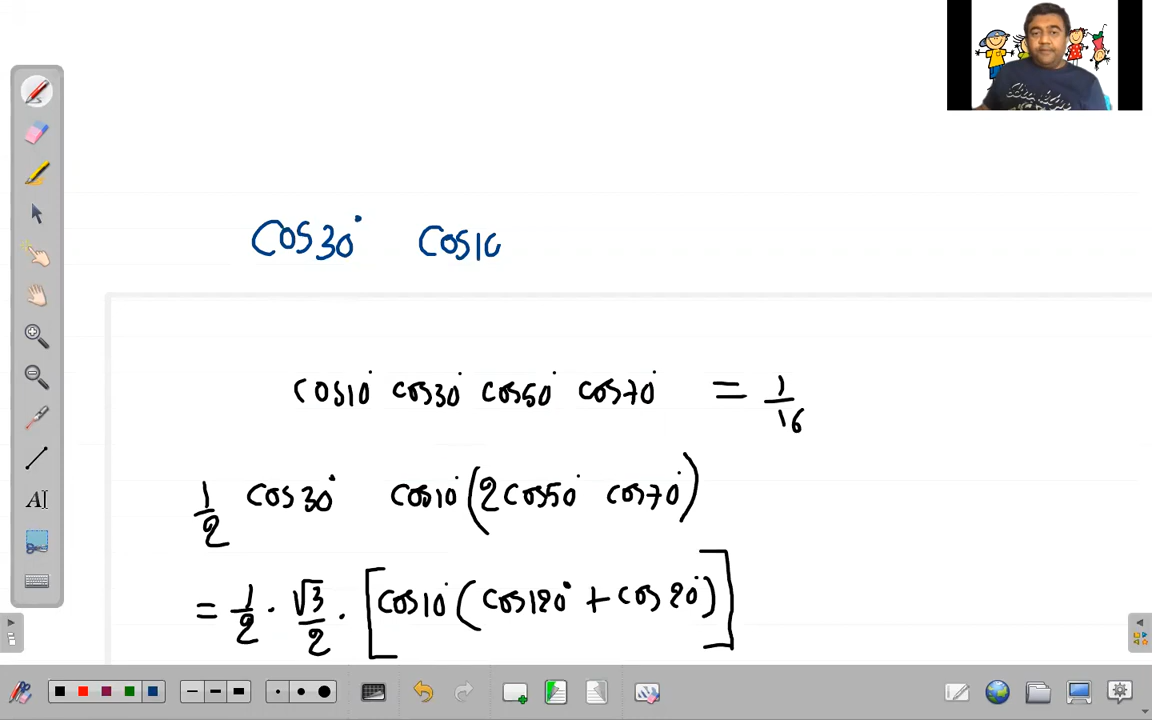 cos30° cos10
cos10° cos30° cos50° cos70° = 1/16
1/2 cos30° cos10° (2cos50° cos70°)
= 1/2 · √3/2 · [cos10° (cos120° + cos20°)]